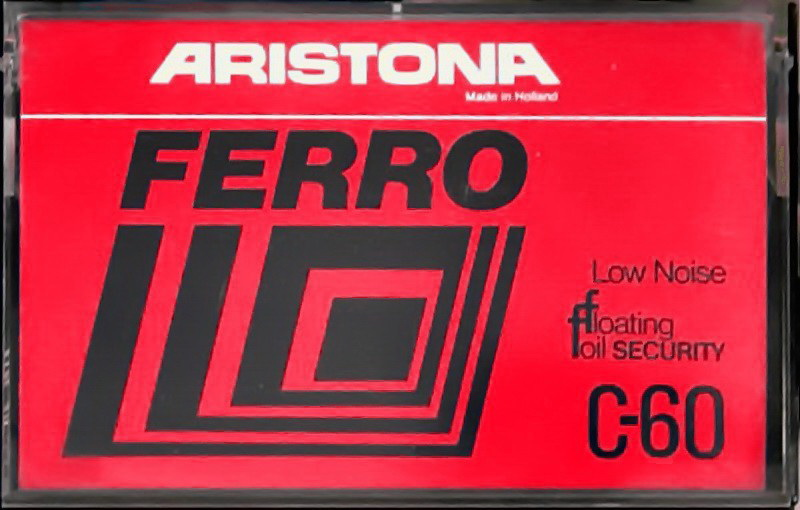 ARISTONA
Made in Holland
FERRO
Low Noise
floating
foil SECURITY
C-60